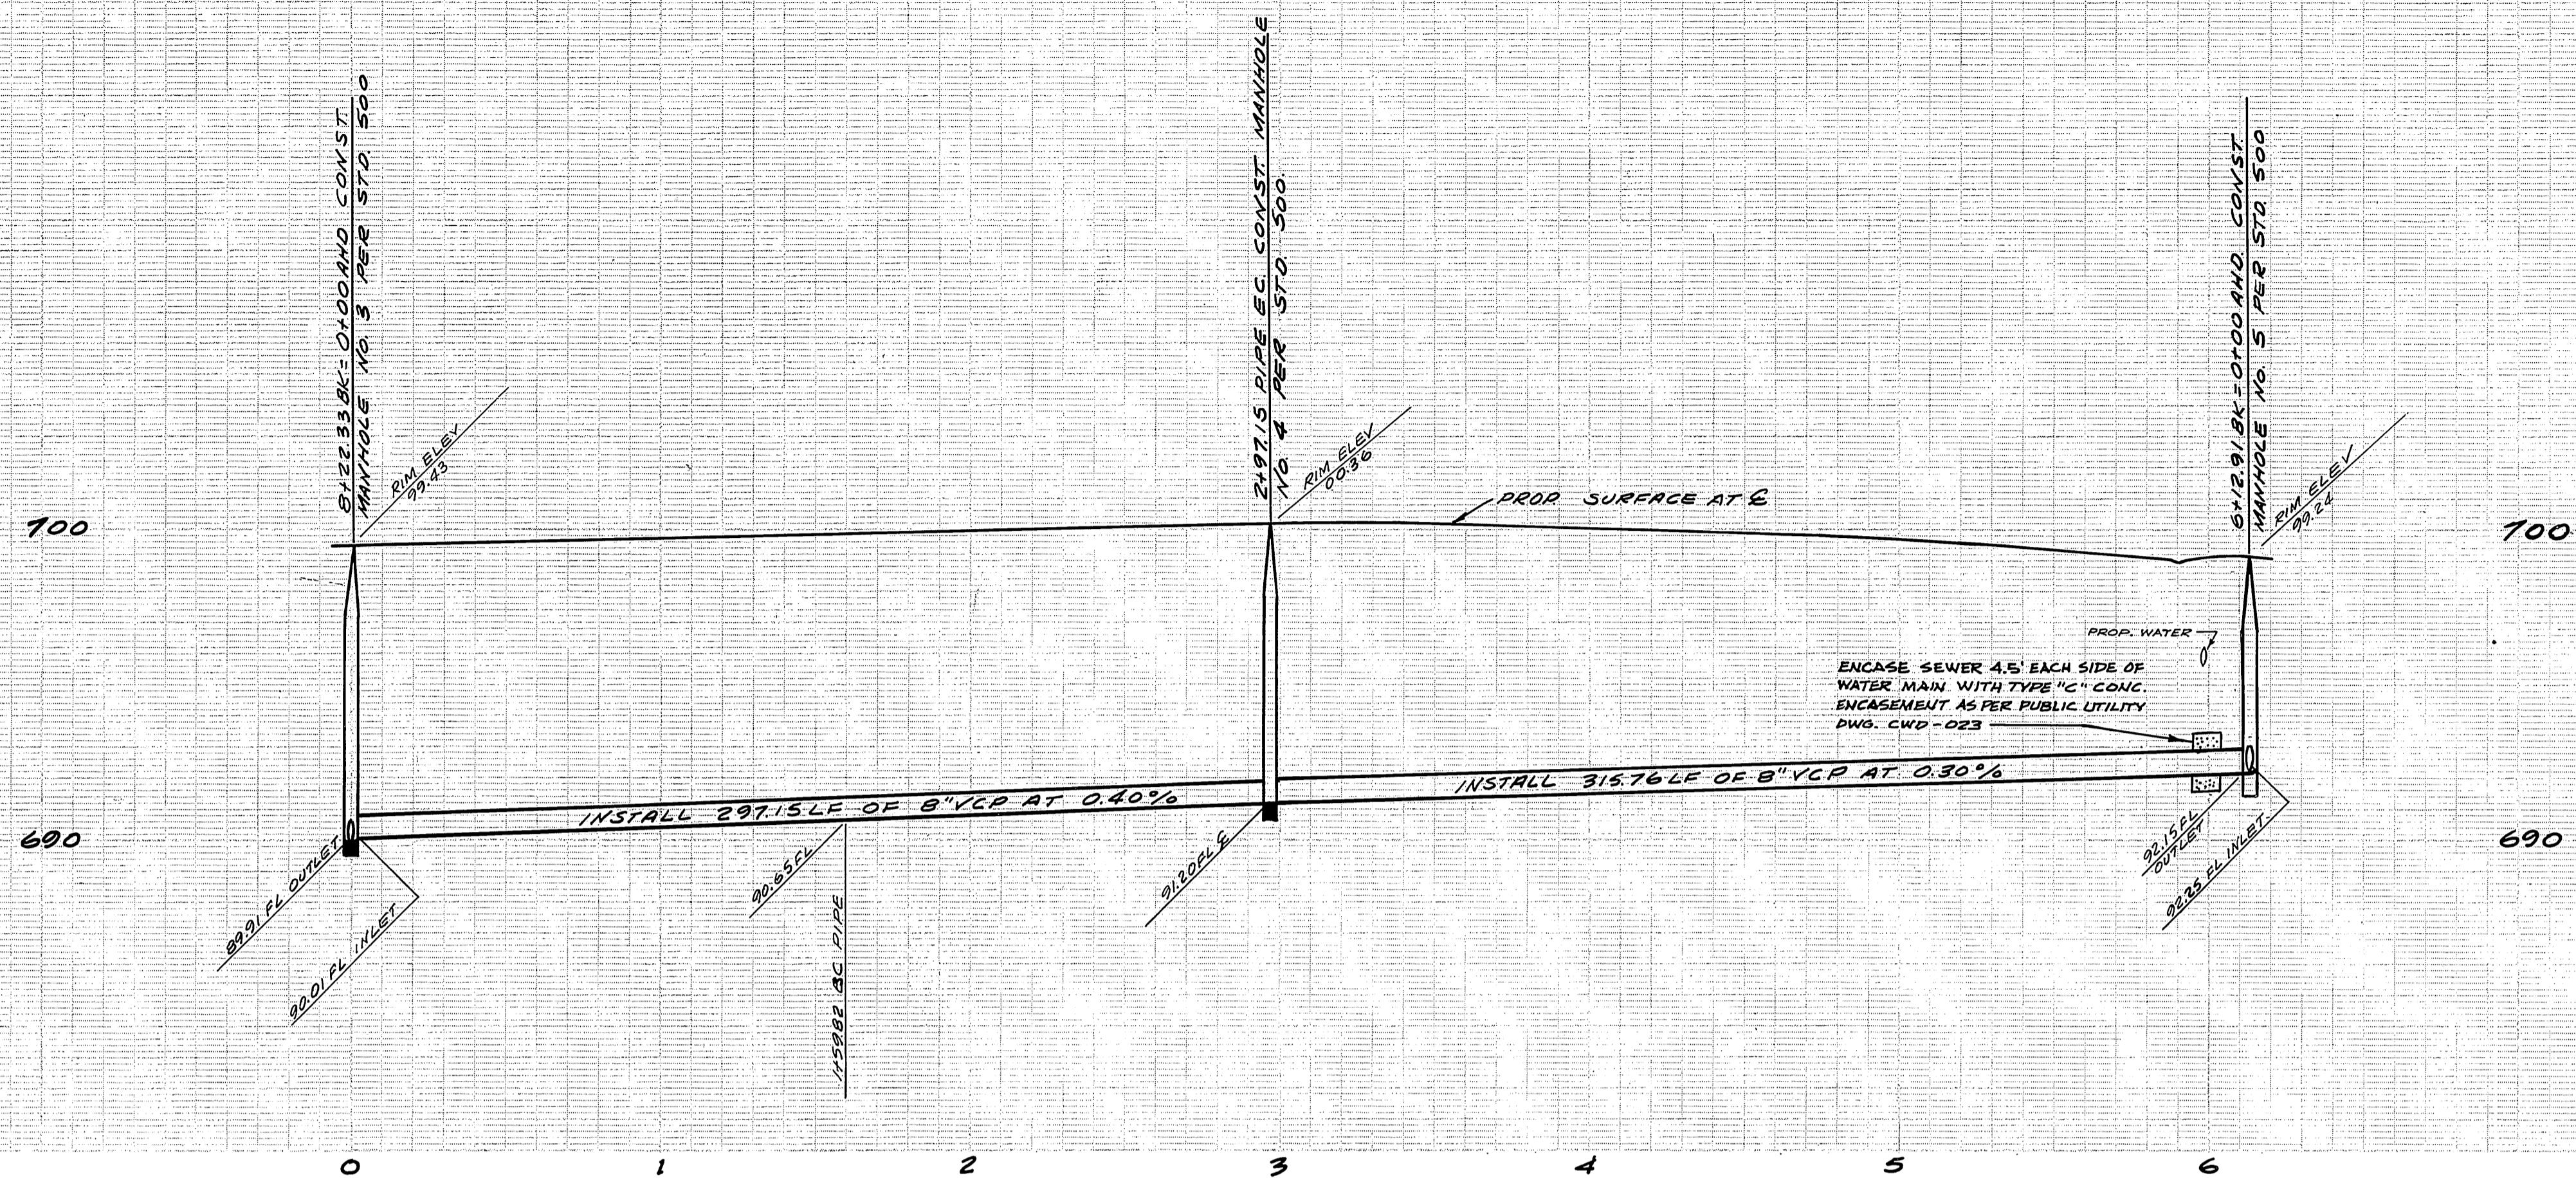 8+22.33 BK = 0+00 AHD CONST.
MANHOLE No. 3 PER STD. 500
RIM ELEV
99.43
2+97.15 PIPE EC CONST. MANHOLE
No. 4 PER STD. 500.
RIM ELEV
00.36
PROP SURFACE AT ℄
6+12.91 BK = 0+00 AHD. CONST.
MANHOLE No. 5 PER STD. 500
RIM ELEV
99.24
700
700
PROP. WATER
ENCASE SEWER 4.5' EACH SIDE OF
WATER MAIN WITH TYPE "C" CONC.
ENCASEMENT AS PER PUBLIC UTILITY
DWG. CWD-023
INSTALL 297.15 LF OF 8" VCP AT 0.40%
INSTALL 315.76 LF OF 8" VCP AT 0.30%
690
690
89.91 FL OUTLET
90.01 FL INLET
90.65 FL
1+59.82 BC PIPE
91.20 FL ℄
92.15 FL
OUTLET
92.25 FL INLET
0 1 2 3 4 5 6